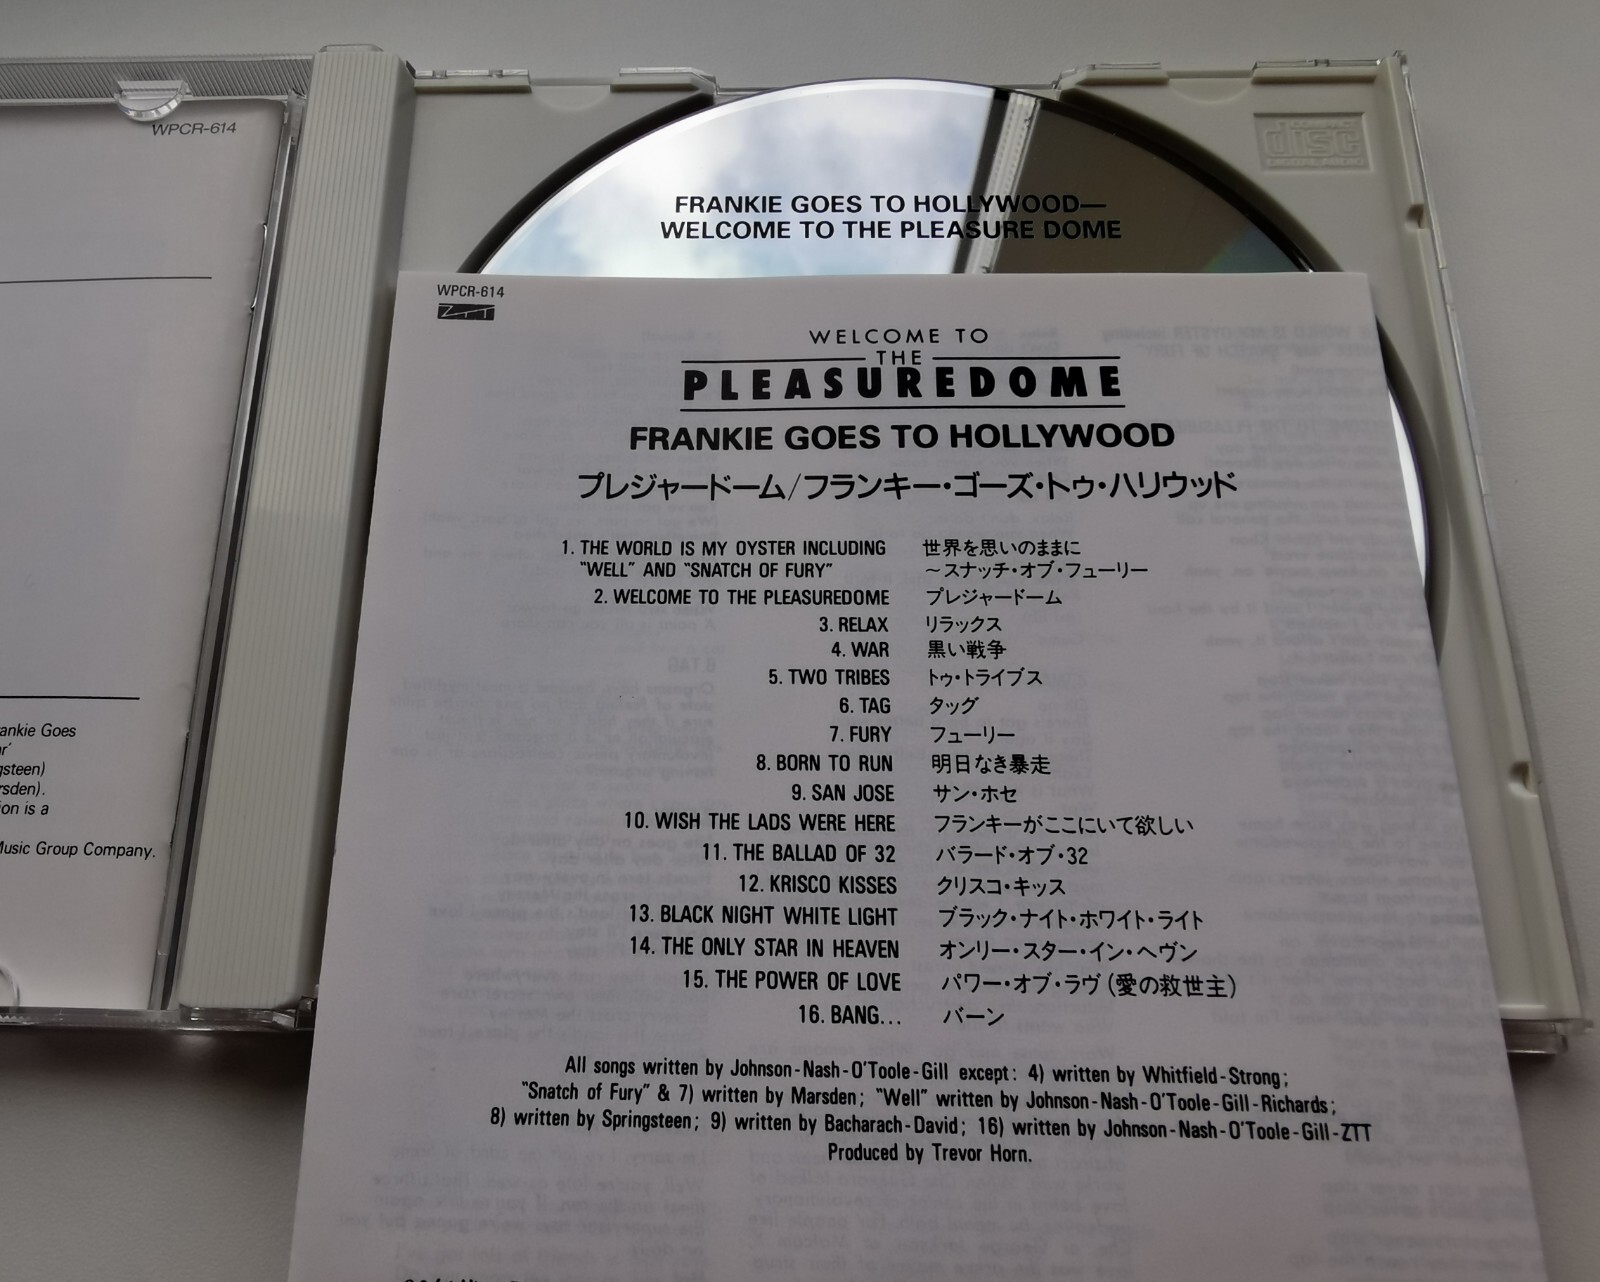 WPCR-614
ankie Goes
r'
gsteen)
rsden).
ion is a
Music Group Company.
COMPACT
disc
DIGITAL AUDIO
FRANKIE GOES TO HOLLYWOOD—
WELCOME TO THE PLEASURE DOME
WPCR-614
ZTT
WELCOME TO
THE
PLEASUREDOME
FRANKIE GOES TO HOLLYWOOD
プレジャードーム/フランキー・ゴーズ・トゥ・ハリウッド
1. THE WORLD IS MY OYSTER INCLUDING 世界を思いのままに
"WELL" AND "SNATCH OF FURY" ～スナッチ・オブ・フューリー
2. WELCOME TO THE PLEASUREDOME プレジャードーム
3. RELAX リラックス
4. WAR 黒い戦争
5. TWO TRIBES トゥ・トライブス
6. TAG タッグ
7. FURY フューリー
8. BORN TO RUN 明日なき暴走
9. SAN JOSE サン・ホセ
10. WISH THE LADS WERE HERE フランキーがここにいて欲しい
11. THE BALLAD OF 32 バラード・オブ・32
12. KRISCO KISSES クリスコ・キッス
13. BLACK NIGHT WHITE LIGHT ブラック・ナイト・ホワイト・ライト
14. THE ONLY STAR IN HEAVEN オンリー・スター・イン・ヘヴン
15. THE POWER OF LOVE パワー・オブ・ラヴ (愛の救世主)
16. BANG... バーン
All songs written by Johnson-Nash-O'Toole-Gill except: 4) written by Whitfield-Strong;
"Snatch of Fury" & 7) written by Marsden; "Well" written by Johnson-Nash-O'Toole-Gill-Richards;
8) written by Springsteen; 9) written by Bacharach-David; 16) written by Johnson-Nash-O'Toole-Gill-ZTT
Produced by Trevor Horn.